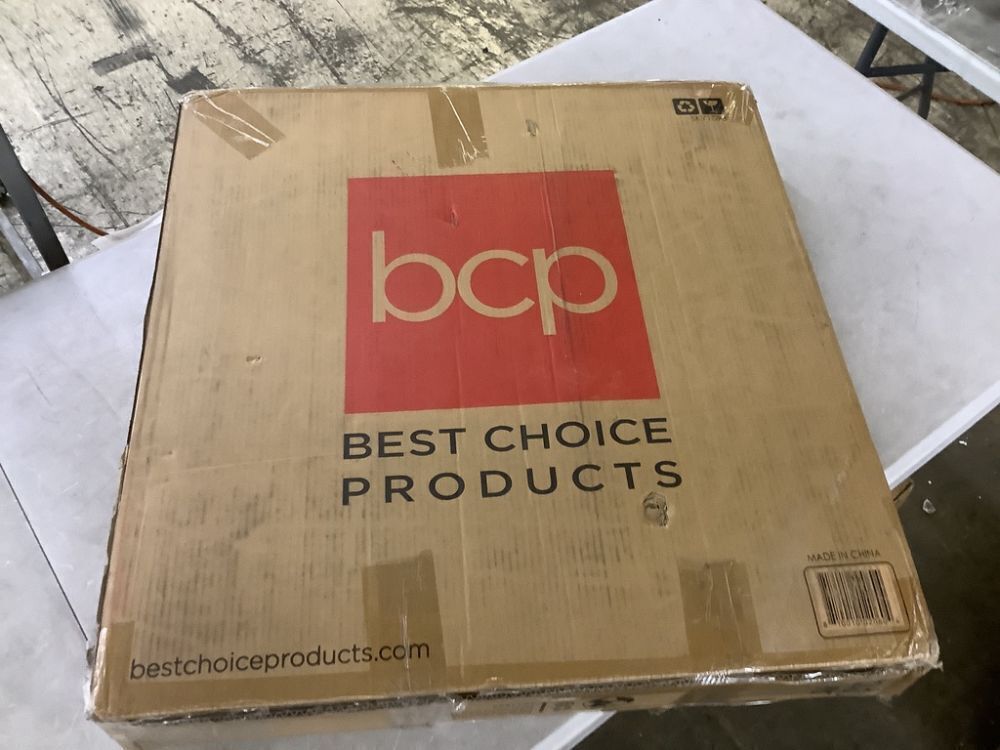 bcp
BEST CHOICE
PRODUCTS
MADE IN CHINA
bestchoiceproducts.com